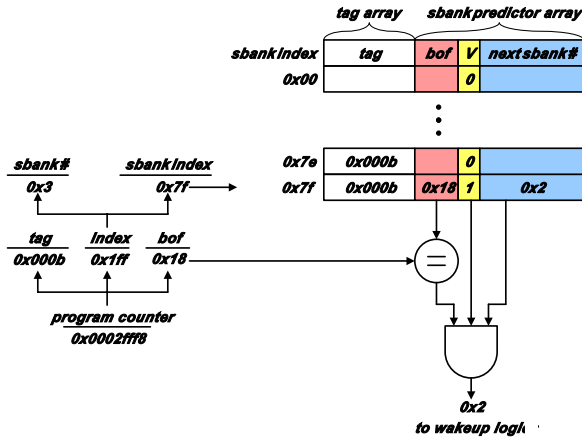 tag array sbank predictor array
sbank index tag bof V next sbank#
0x00 0
0x7e 0x000b 0
0x7f 0x000b 0x18 1 0x2
sbank# sbank index
0x3 0x7f
tag index bof
0x000b 0x1ff 0x18
program counter
0x0002fff8
=
0x2
to wakeup logic